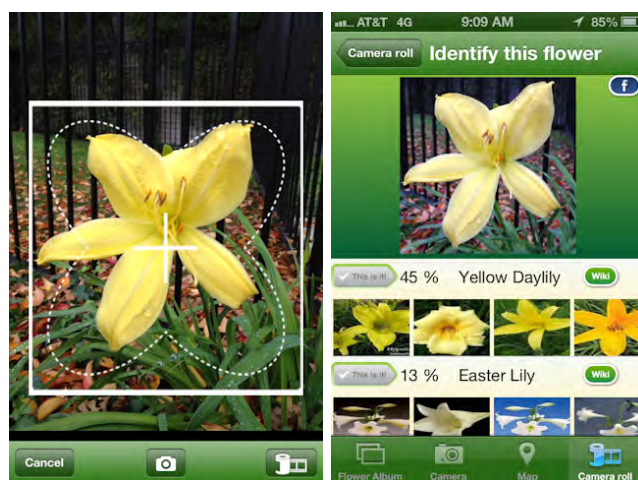 Cancel
AT&T 4G 9:09 AM 85%
Camera roll Identify this flower
f
This is it! 45 % Yellow Daylily Wiki
This is it! 13 % Easter Lily Wiki
Flower Album Camera Map Camera roll